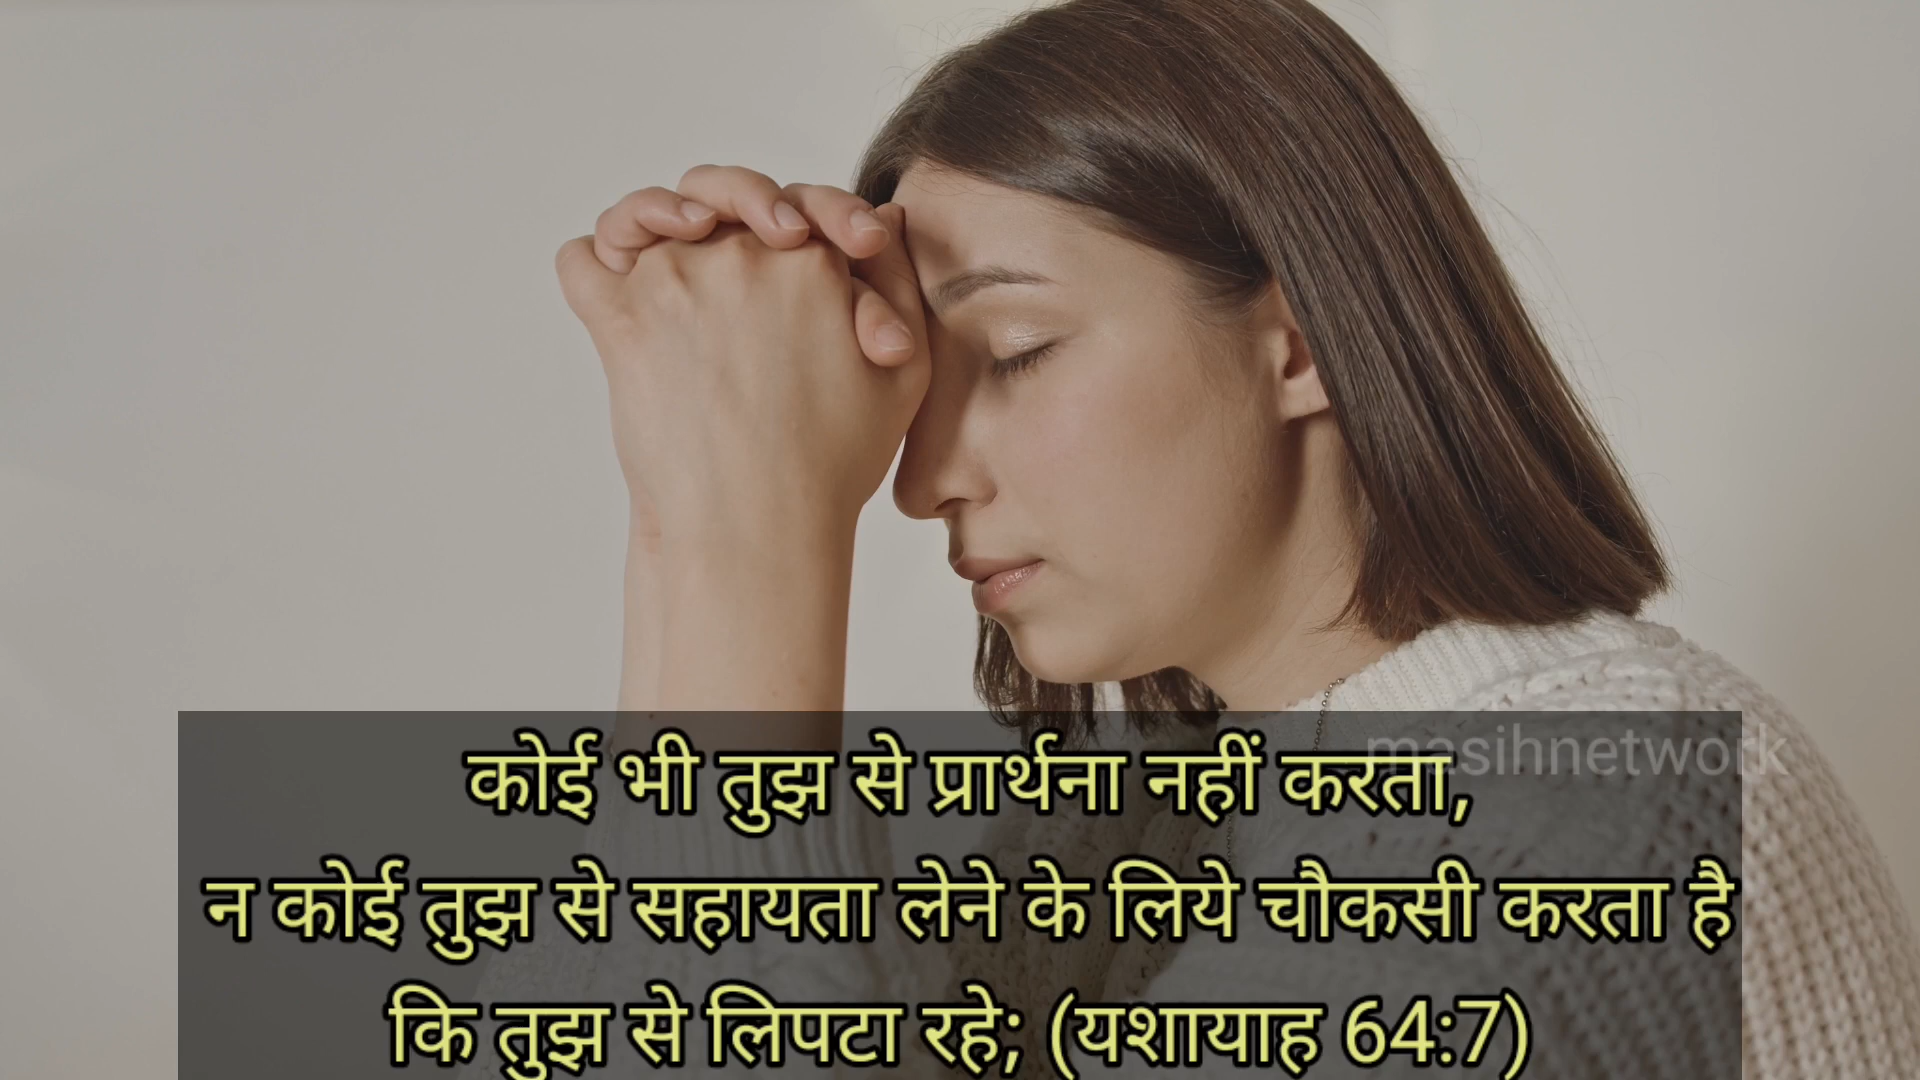 masihnetwork
कोई भी तुझ से प्रार्थना नहीं करता,
न कोई तुझ से सहायता लेने के लिये चौकसी करता है
कि तुझ से लिपटा रहे; (यशायाह 64:7)